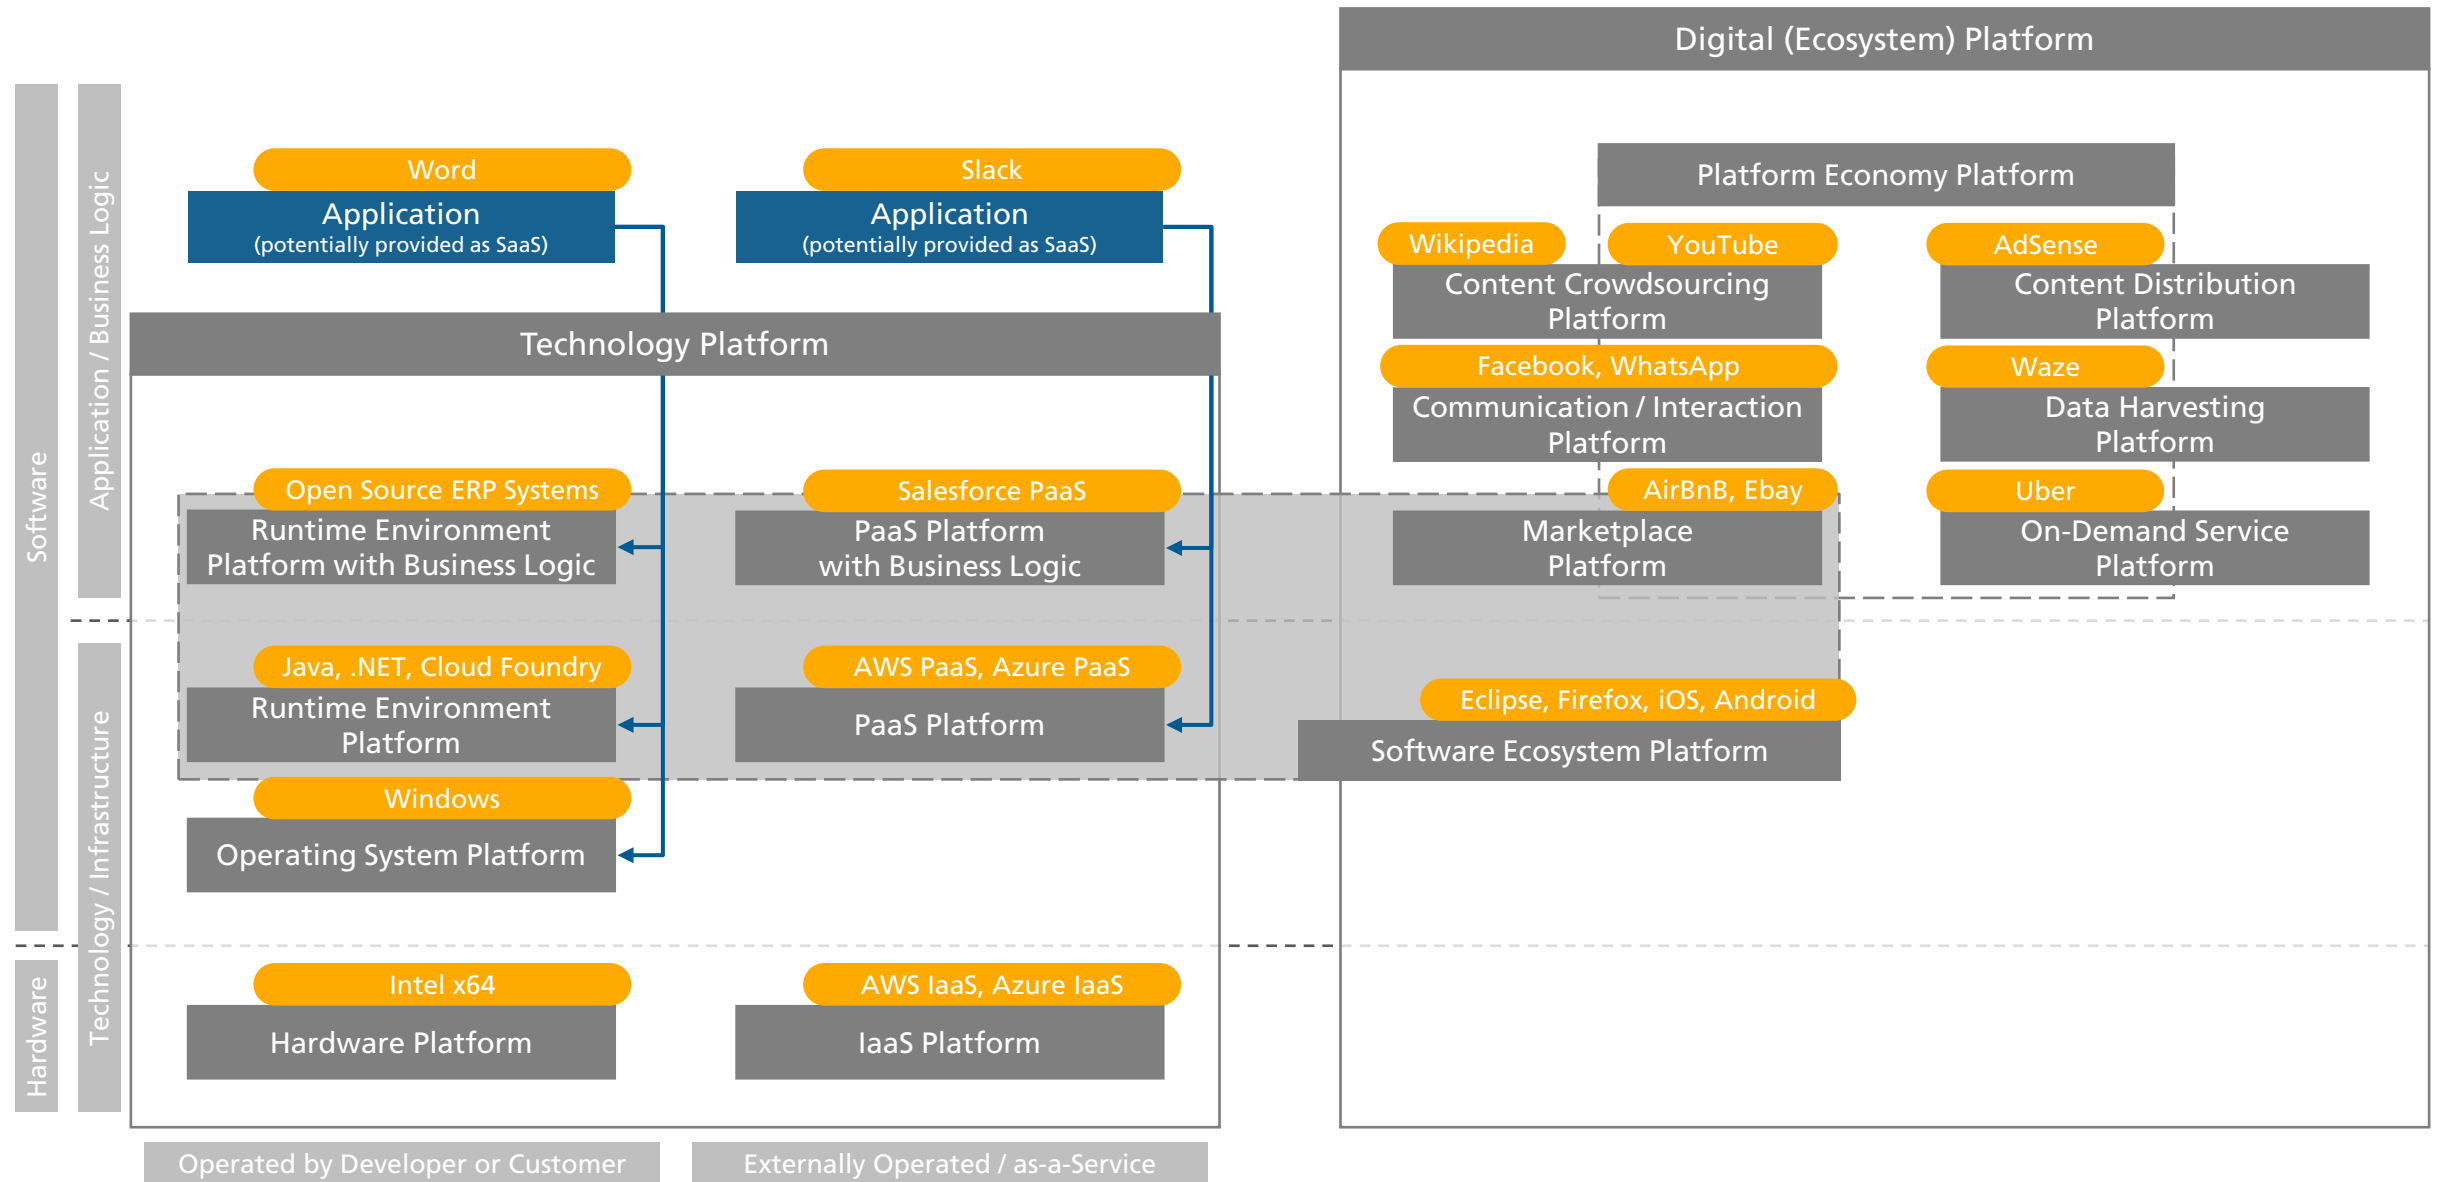 Digital (Ecosystem) Platform
Software
Application / Business Logic
Word
Application
(potentially provided as SaaS)
Slack
Application
(potentially provided as SaaS)
Platform Economy Platform
Wikipedia
YouTube
Content Crowdsourcing
Platform
AdSense
Content Distribution
Platform
Technology Platform
Facebook, WhatsApp
Communication / Interaction
Platform
Waze
Data Harvesting
Platform
Open Source ERP Systems
Runtime Environment
Platform with Business Logic
Salesforce PaaS
PaaS Platform
with Business Logic
AirBnB, Ebay
Marketplace
Platform
Uber
On-Demand Service
Platform
Technology / Infrastructure
Java, .NET, Cloud Foundry
Runtime Environment
Platform
AWS PaaS, Azure PaaS
PaaS Platform
Eclipse, Firefox, iOS, Android
Software Ecosystem Platform
Windows
Operating System Platform
Hardware
Intel x64
Hardware Platform
AWS IaaS, Azure IaaS
IaaS Platform
Operated by Developer or Customer
Externally Operated / as-a-Service